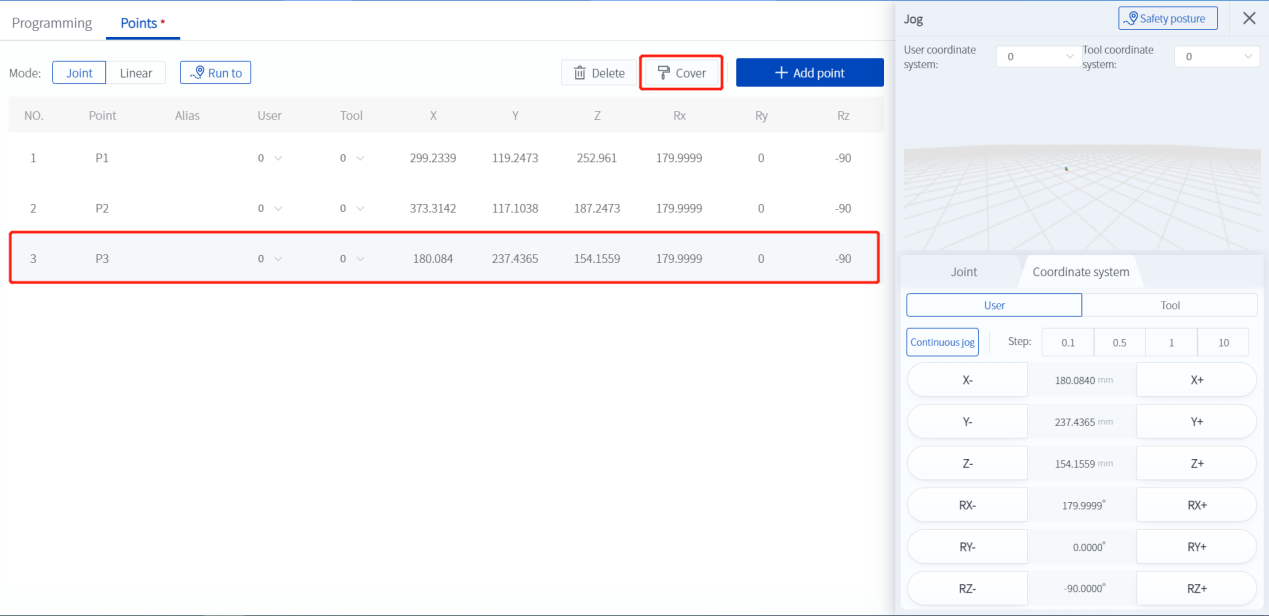 Programming Points *
Mode: Joint Linear Run to Delete Cover + Add point
NO. Point Alias User Tool X Y Z Rx Ry Rz
1 P1 0 0 299.2339 119.2473 252.961 179.9999 0 -90
2 P2 0 0 373.3142 117.1038 187.2473 179.9999 0 -90
3 P3 0 0 180.084 237.4365 154.1559 179.9999 0 -90
Jog Safety posture
User coordinate
system: 0
Tool coordinate
system: 0
Joint Coordinate system
User Tool
Continuous jog Step: 0.1 0.5 1 10
X- 180.0840 mm X+
Y- 237.4365 mm Y+
Z- 154.1559 mm Z+
RX- 179.9999° RX+
RY- 0.0000° RY+
RZ- -90.0000° RZ+